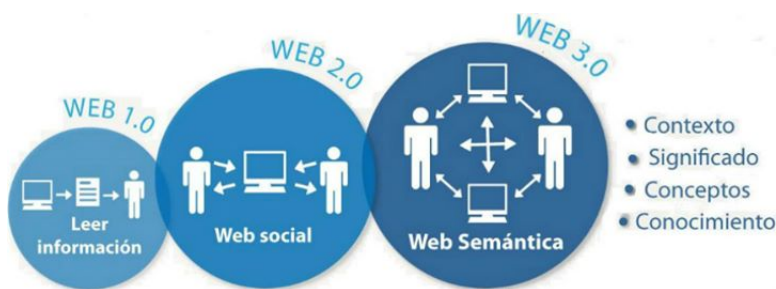 WEB 1.0
Leer
información
WEB 2.0
Web social
WEB 3.0
Web Semántica
• Contexto
• Significado
• Conceptos
• Conocimiento